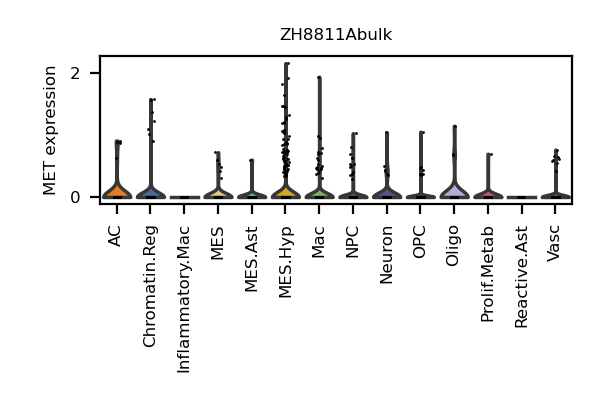 ZH8811Abulk
MET expression
2
0
AC
Chromatin.Reg
Inflammatory.Mac
MES
MES.Ast
MES.Hyp
Mac
NPC
Neuron
OPC
Oligo
Prolif.Metab
Reactive.Ast
Vasc